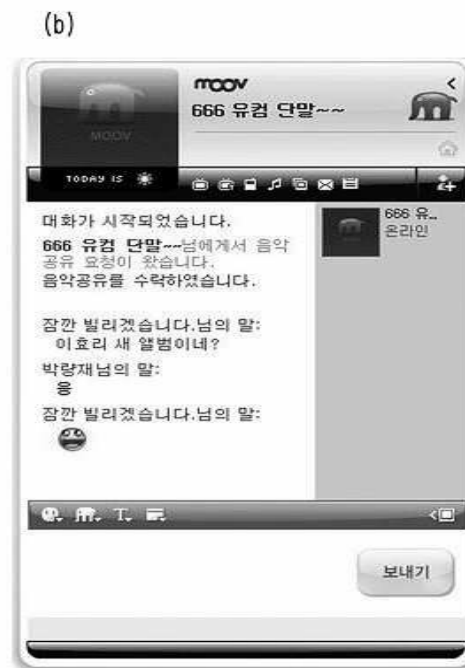 (b)
moov
666 유컴 단말~~
MOOV
TODAY IS
대화가 시작되었습니다.
666 유컴 단말~~님에게서 음악
공유 요청이 왔습니다.
음악공유를 수락하였습니다.
잠깐 빌리겠습니다.님의 말:
이효리 새 앨범이네?
박량재님의 말:
응
잠깐 빌리겠습니다.님의 말:
666 유..
온라인
보내기